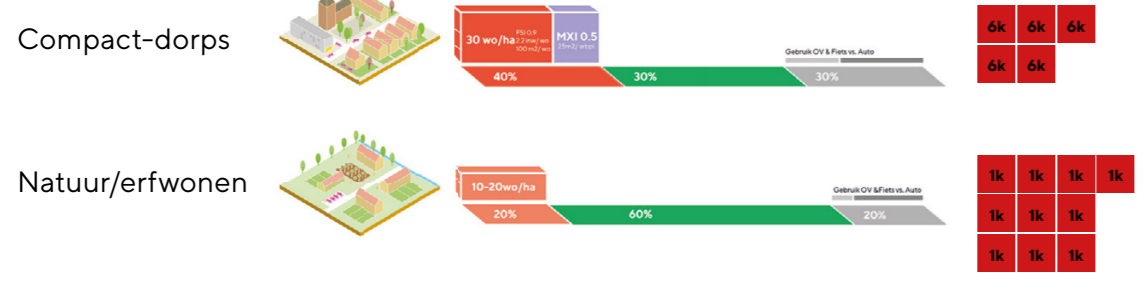 Compact-dorps
30 wo/ha
FSI 0.9
2.2 inw/wo
100 m2/wo
MXI 0.5
25m2/arbpl
Gebruik OV & Fiets vs. Auto
40%
30%
30%
6k 6k 6k
6k 6k
Natuur/erfwonen
10-20wo/ha
Gebruik OV &Fiets vs. Auto
20%
60%
20%
1k 1k 1k 1k
1k 1k 1k
1k 1k 1k